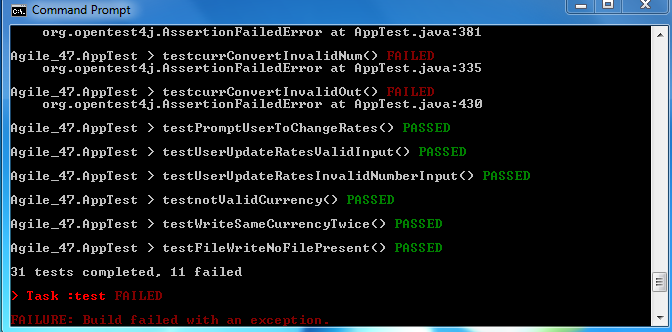 Command Prompt
org.opentest4j.AssertionFailedError at AppTest.java:381
Agile_47.AppTest > testcurrConvertInvalidNum() FAILED
org.opentest4j.AssertionFailedError at AppTest.java:335
Agile_47.AppTest > testcurrConvertInvalidOut() FAILED
org.opentest4j.AssertionFailedError at AppTest.java:430
Agile_47.AppTest > testPromptUserToChangeRates() PASSED
Agile_47.AppTest > testUserUpdateRatesValidInput() PASSED
Agile_47.AppTest > testUserUpdateRatesInvalidNumberInput() PASSED
Agile_47.AppTest > testnotValidCurrency() PASSED
Agile_47.AppTest > testWriteSameCurrencyTwice() PASSED
Agile_47.AppTest > testFileWriteNoFilePresent() PASSED
31 tests completed, 11 failed
> Task :test FAILED
FAILURE: Build failed with an exception.